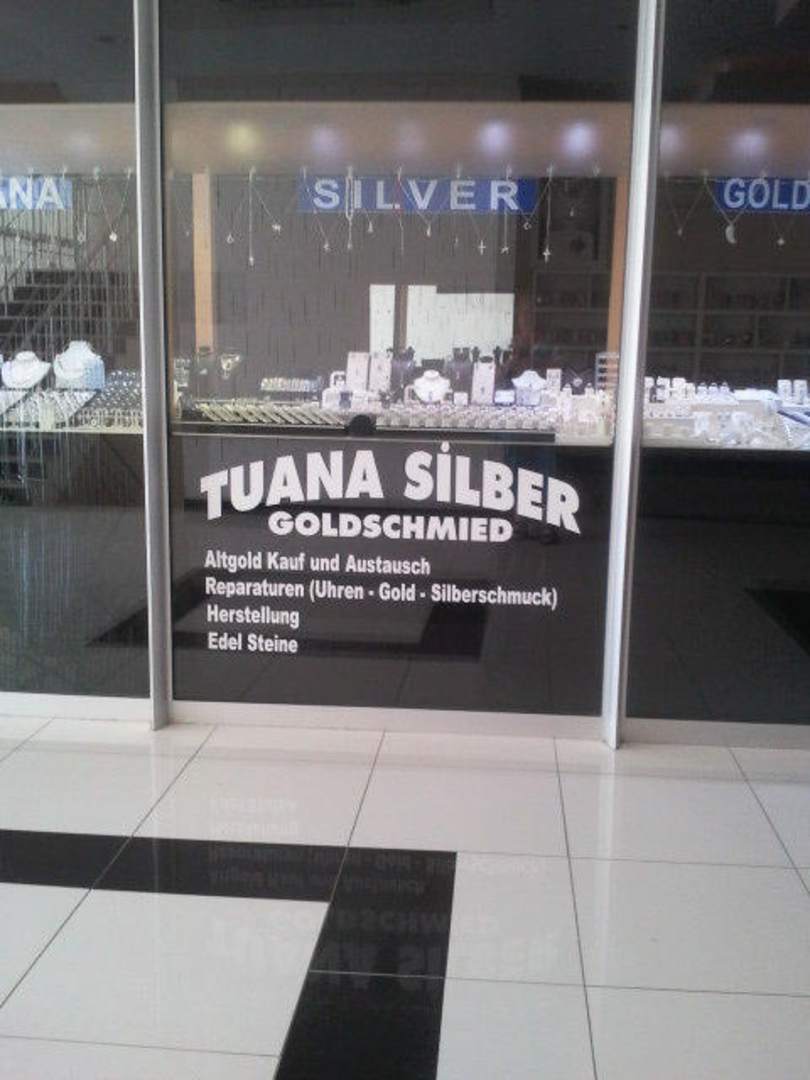 ANA SILVER GOLD
TUANA SİLBER
GOLDSCHMIED
Altgold Kauf und Austausch
Reparaturen (Uhren - Gold - Silberschmuck)
Herstellung
Edel Steine